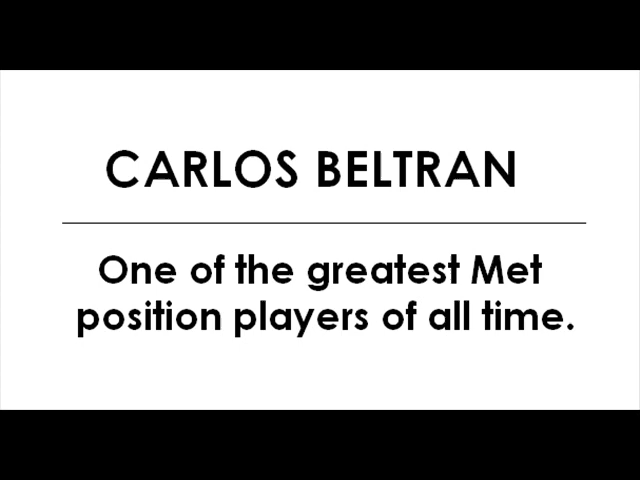 CARLOS BELTRAN
One of the greatest Met
position players of all time.